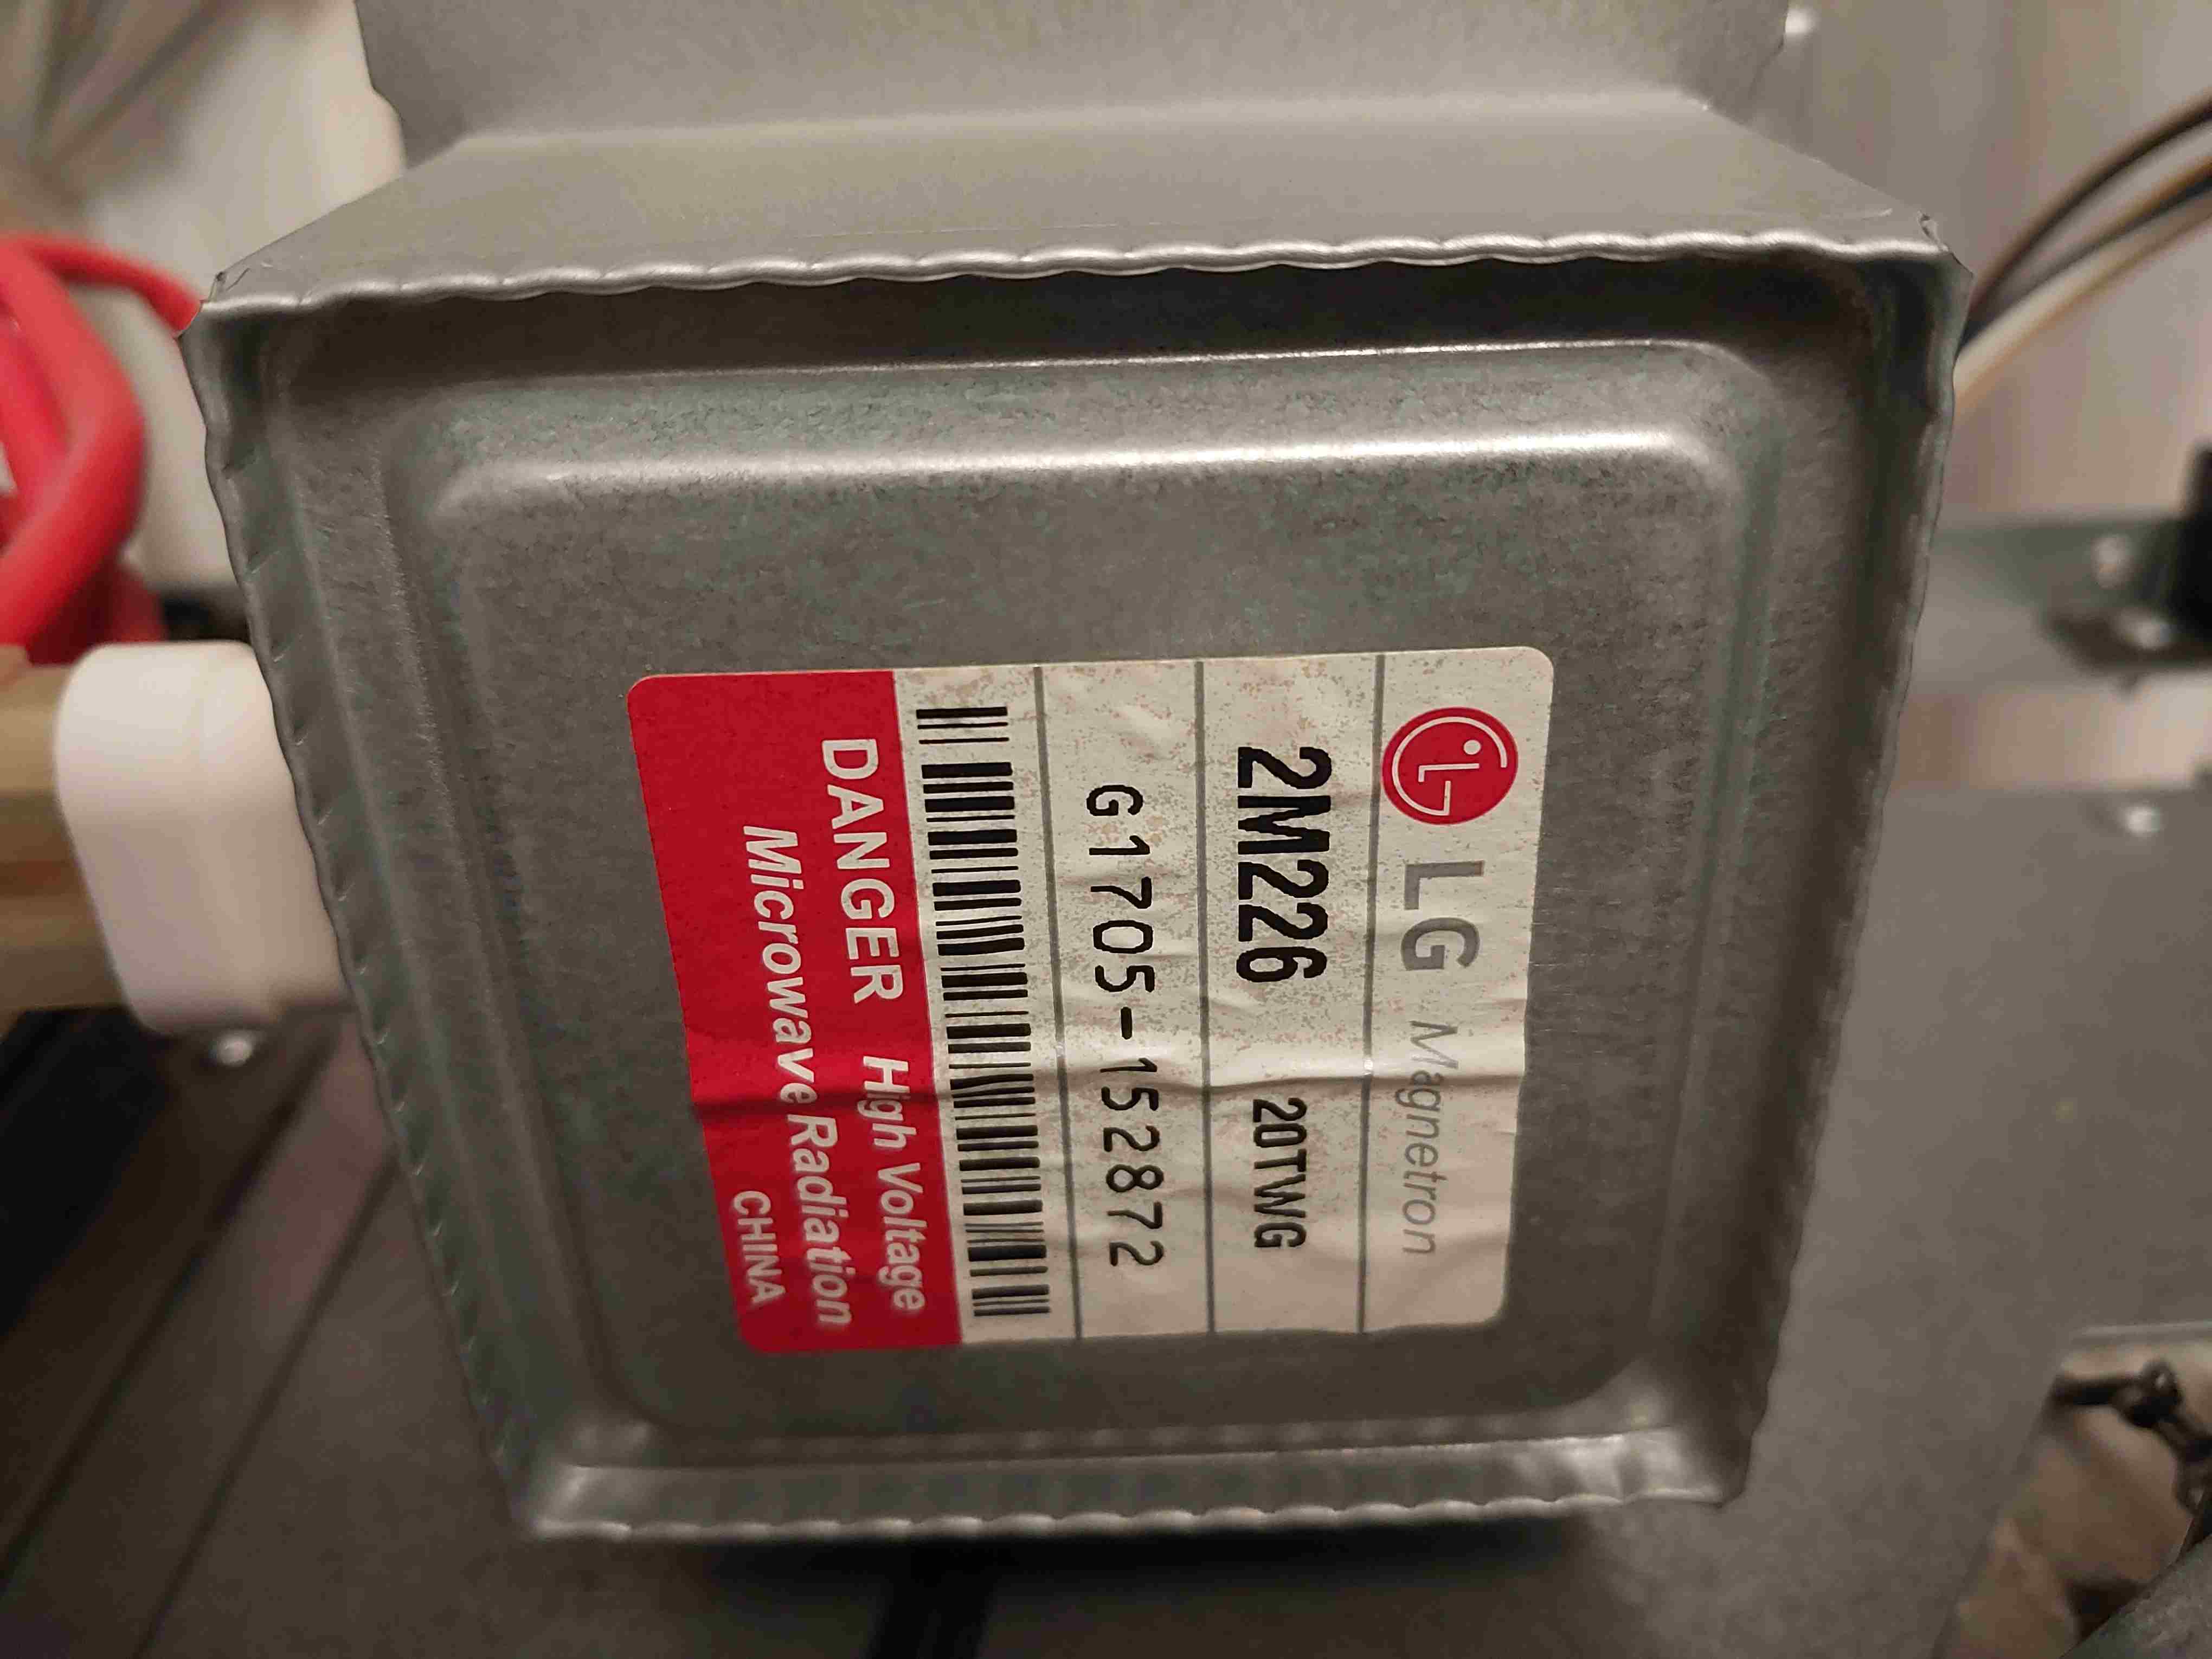 LG Magnetron
2M226 20TWG
G1705-152872
DANGER High Voltage
Microwave Radiation
CHINA